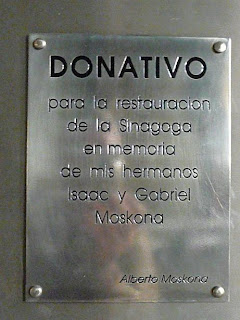 DONATIVO
para la restauracion
de la Sinagoga
en memoria
de mis hermanos
Isaac y Gabriel
Moskona
Alberto Moskona